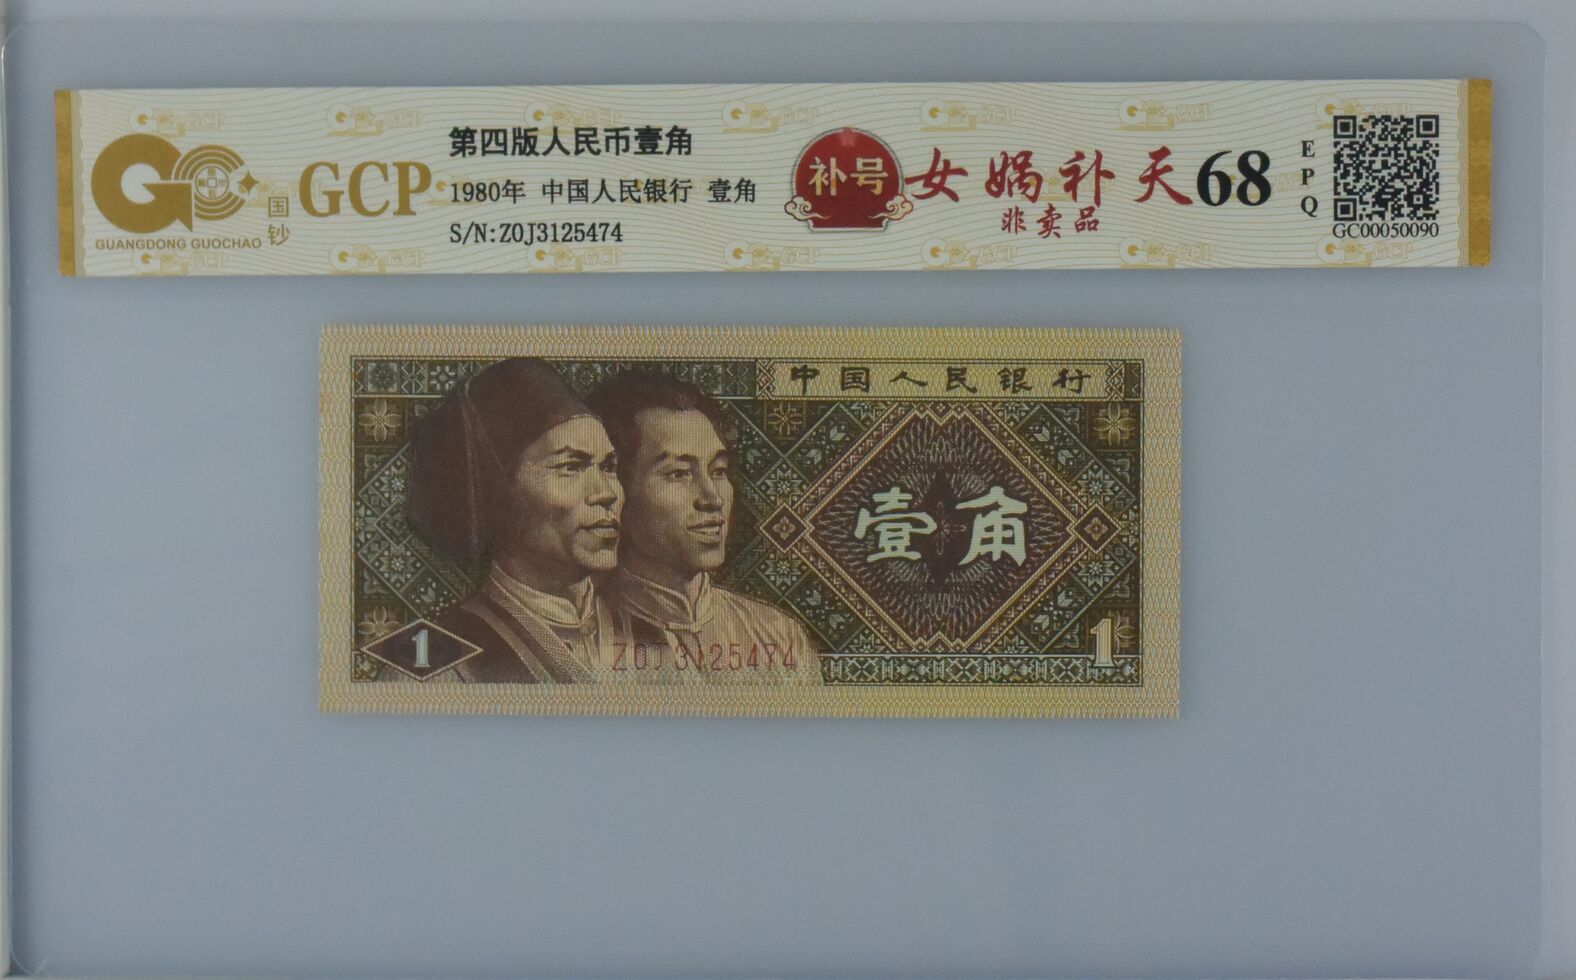 GUANGDONG GUOCHAO
国钞
GCP
第四版人民币壹角
1980年 中国人民银行 壹角
S/N:Z0J3125474
补号
女娲补天
非卖品
68
EPQ
GC00050090
中国人民银行
壹角
1
Z0J3125474
1